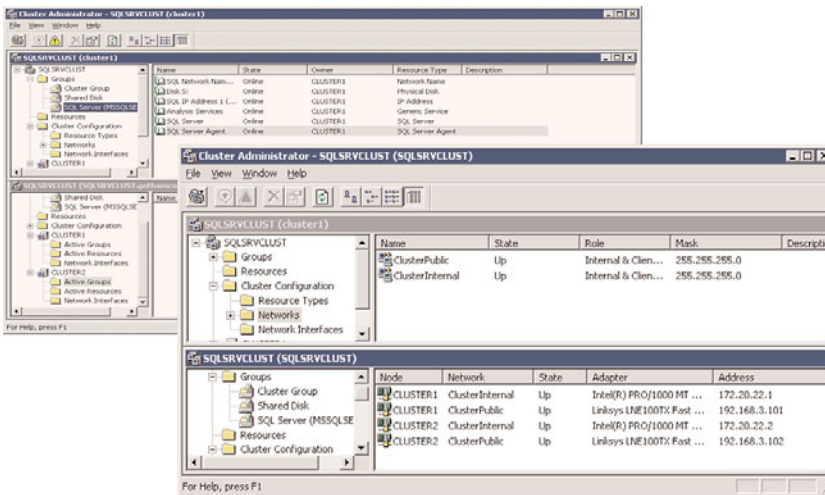 Cluster Administrator - SQLSRVCLUST (cluster1)
File View Window Help
SQLSRVCLUST (cluster1)
SQLSRVCLUST
Groups
Cluster Group
Shared Disk
SQL Server (MSSQLSE
Resources
Cluster Configuration
Resource Types
Networks
Network Interfaces
CLUSTER1
Name State Owner Resource Type Description
SQL Network Nam... Online CLUSTER1 Network Name
Disk S: Online CLUSTER1 Physical Disk
SQL IP Address 1 (... Online CLUSTER1 IP Address
Analysis Services Online CLUSTER1 Generic Service
SQL Server Online CLUSTER1 SQL Server
SQL Server Agent Online CLUSTER1 SQL Server Agent
Shared Disk
SQL Server (MSSQLSE
Resources
Cluster Configuration
CLUSTER1
Active Groups
Active Resources
Network Interfaces
CLUSTER2
Active Groups
Active Resources
Network Interfaces
Name
For Help, press F1
Cluster Administrator - SQLSRVCLUST (SQLSRVCLUST)
File View Window Help
SQLSRVCLUST (cluster1)
SQLSRVCLUST
Groups
Resources
Cluster Configuration
Resource Types
Networks
Network Interfaces
Name State Role Mask Descripti
ClusterPublic Up Internal & Clien... 255.255.255.0
ClusterInternal Up Internal & Clien... 255.255.255.0
SQLSRVCLUST (SQLSRVCLUST)
Groups
Cluster Group
Shared Disk
SQL Server (MSSQLSE
Resources
Cluster Configuration
Node Network State Adapter Address
CLUSTER1 ClusterInternal Up Intel(R) PRO/1000 MT ... 172.20.22.1
CLUSTER1 ClusterPublic Up Linksys LNE100TX Fast ... 192.168.3.101
CLUSTER2 ClusterInternal Up Intel(R) PRO/1000 MT ... 172.20.22.2
CLUSTER2 ClusterPublic Up Linksys LNE100TX Fast ... 192.168.3.102
For Help, press F1